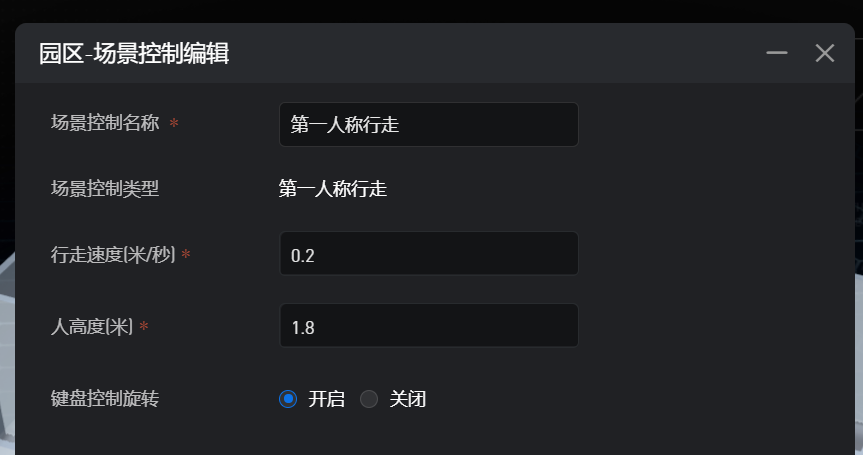 园区-场景控制编辑
场景控制名称 * 第一人称行走
场景控制类型 第一人称行走
行走速度(米/秒) * 0.2
人高度(米) * 1.8
键盘控制旋转 开启 关闭